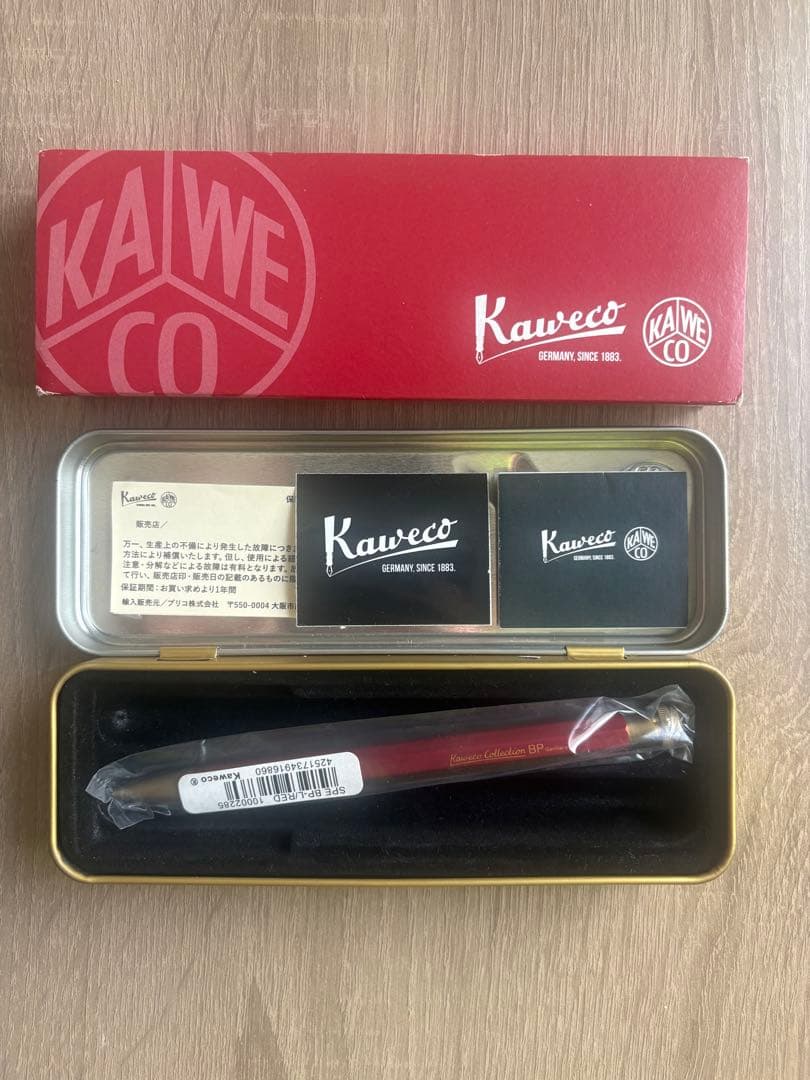 KAWE
CO
Kaweco
GERMANY, SINCE 1883.
KAWE
CO
Kaweco
KAWE
CO
保
販売店/
万一、生産上の不備により発生した故障につき
方法により補償いたします。但し、使用による
注意・分解などによる故障は有料となります。
て行い、販売店印・販売日の記載のあるものに
保証期間:お買い求めより1年間
輸入販売元/プリコ株式会社 〒550-0004 大阪市
Kaweco
GERMANY, SINCE 1883.
Kaweco
GERMANY, SINCE 1883.
KAWE
CO
Kaweco Collection BP
SPE BP-L/RED 10002285
4251734916860
Kaweco ®